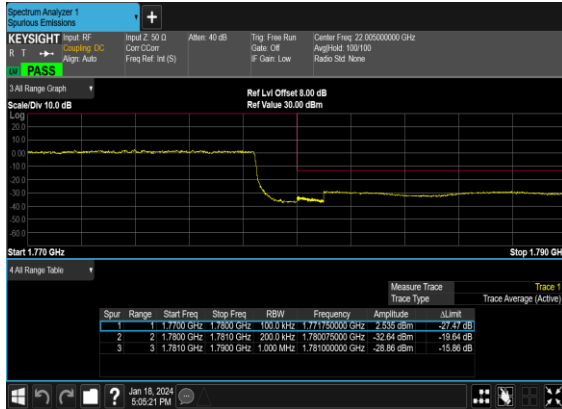 Spectrum Analyzer 1
Spurious Emissions
KEYSIGHT Input: RF Input Z: 50 Ω Atten: 40 dB Trig: Free Run Center Freq: 22.005000000 GHz
R T Coupling: DC Corr CCorr Gate: Off Avg|Hold: 100/100
Align: Auto Freq Ref: Int (S) IF Gain: Low Radio Std: None
PASS
3 All Range Graph
Ref Lvl Offset 8.00 dB
Scale/Div 10.0 dB Ref Value 30.00 dBm
Log
20.0
10.0
0.00
-10.0
-20.0
-30.0
-40.0
-50.0
-60.0
Start 1.770 GHz Stop 1.790 GH
4 All Range Table
Measure Trace Trace 1
Trace Type Trace Average (Active)
Spur Range Start Freq Stop Freq RBW Frequency Amplitude ΔLimit
1 1 1.7700 GHz 1.7800 GHz 100.0 kHz 1.771750000 GHz 2.535 dBm -27.47 dB
2 2 1.7800 GHz 1.7810 GHz 200.0 kHz 1.780075000 GHz -32.64 dBm -19.64 dB
3 3 1.7810 GHz 1.7900 GHz 1.000 MHz 1.781000000 GHz -28.86 dBm -15.86 dB
? Jan 18, 2024
5:05:21 PM